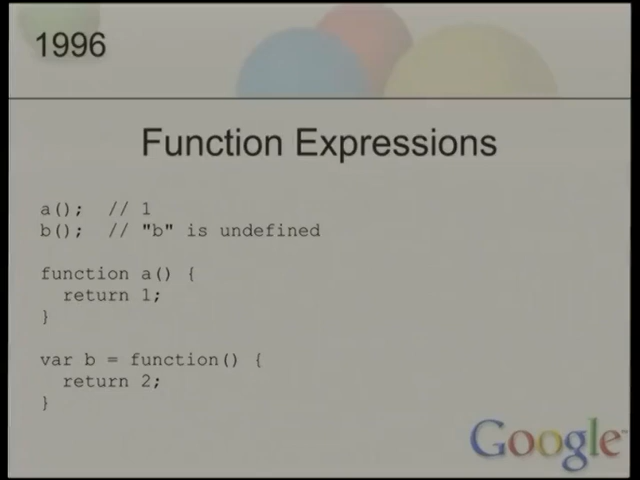 1996
Function Expressions
a();  // 1
b();  // "b" is undefined
function a() {
  return 1;
}
var b = function() {
  return 2;
}
Google